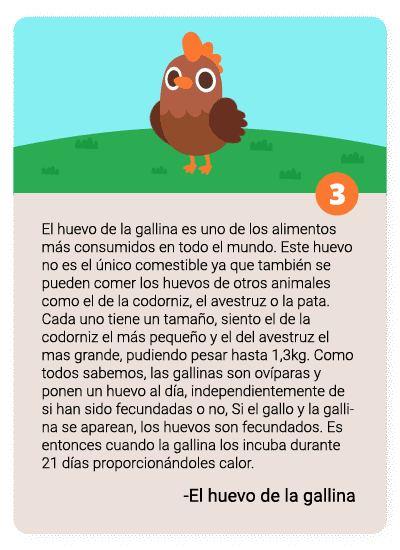 3
El huevo de la gallina es uno de los alimentos
más consumidos en todo el mundo. Este huevo
no es el único comestible ya que también se
pueden comer los huevos de otros animales
como el de la codorniz, el avestruz o la pata.
Cada uno tiene un tamaño, siento el de la
codorniz el más pequeño y el del avestruz el
mas grande, pudiendo pesar hasta 1,3kg. Como
todos sabemos, las gallinas son ovíparas y
ponen un huevo al día, independientemente de
si han sido fecundadas o no, Si el gallo y la galli-
na se aparean, los huevos son fecundados. Es
entonces cuando la gallina los incuba durante
21 días proporcionándoles calor.
-El huevo de la gallina